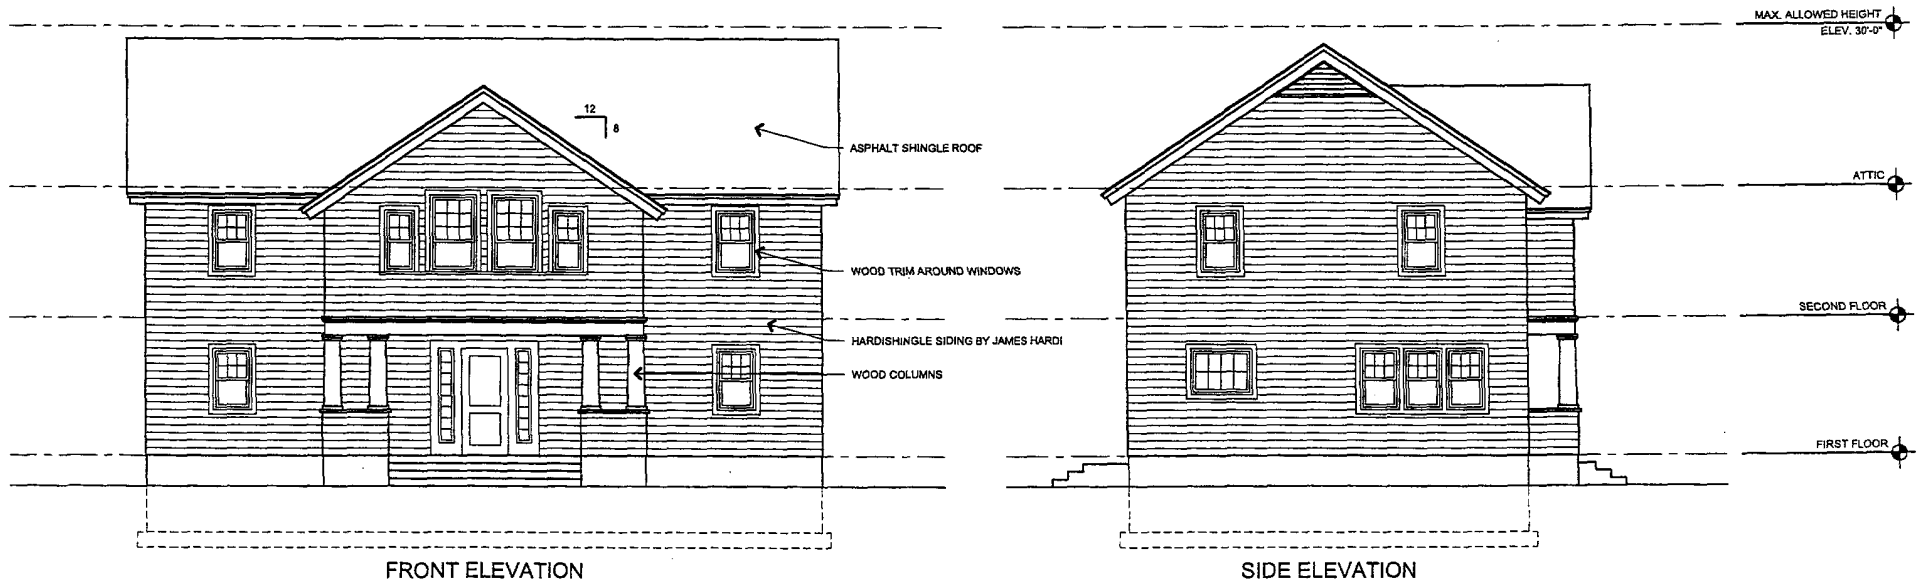 MAX. ALLOWED HEIGHT
ELEV. 30'-0"
12
8
ASPHALT SHINGLE ROOF
ATTIC
WOOD TRIM AROUND WINDOWS
SECOND FLOOR
HARDISHINGLE SIDING BY JAMES HARDI
WOOD COLUMNS
FIRST FLOOR
FRONT ELEVATION
SIDE ELEVATION